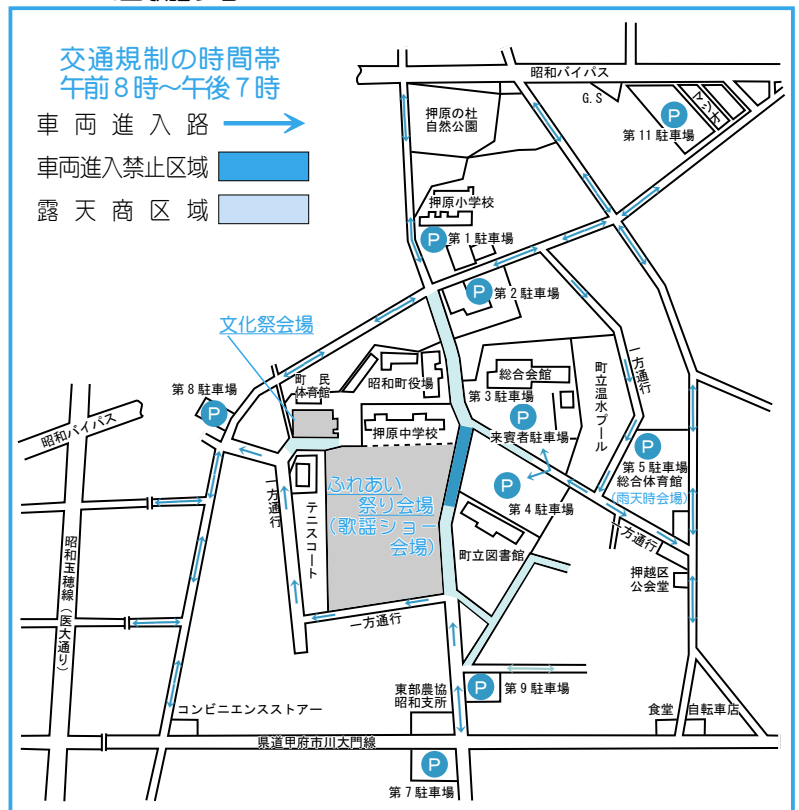 交通規制の時間帯
午前8時～午後7時
車両進入路
車両進入禁止区域
露天商区域
昭和バイパス
G.S
P
第11駐車場
押原の杜
自然公園
押原小学校
P
第1駐車場
P
第2駐車場
文化祭会場
町民
体育館
昭和町役場
総合会館
町立温水プール
一方通行
第8駐車場
P
昭和バイパス
押原中学校
第3駐車場
P
来賓者駐車場
P
第4駐車場
P
第5駐車場
総合体育館
(雨天時会場)
一方通行
ふれあい
祭り会場
(歌謡ショー
会場)
テニスコート
一方通行
町立図書館
押越区
公会堂
昭和玉穂線(医大通り)
一方通行
東部農協
昭和支所
P
第9駐車場
コンビニエンスストアー
食堂
自転車店
県道甲府市川大門線
P
第7駐車場